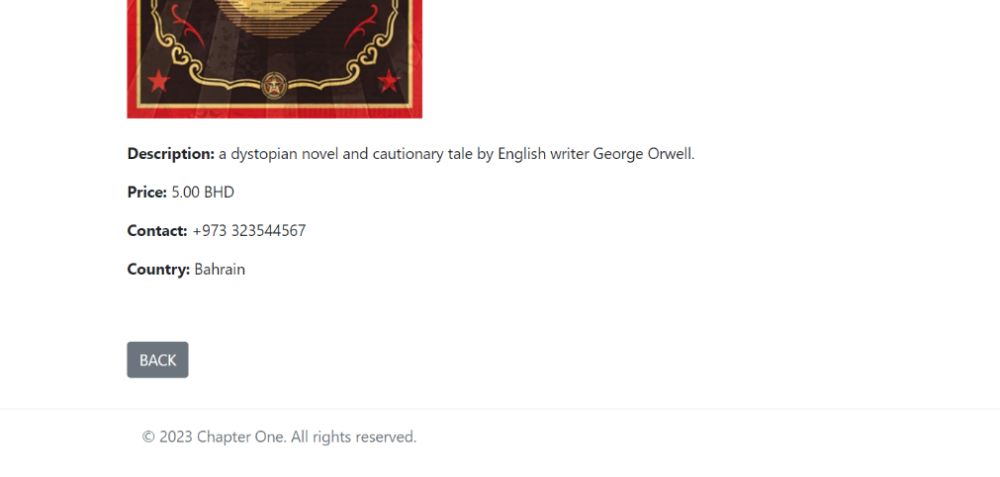 Description: a dystopian novel and cautionary tale by English writer George Orwell.
Price: 5.00 BHD
Contact: +973 323544567
Country: Bahrain
BACK
© 2023 Chapter One. All rights reserved.